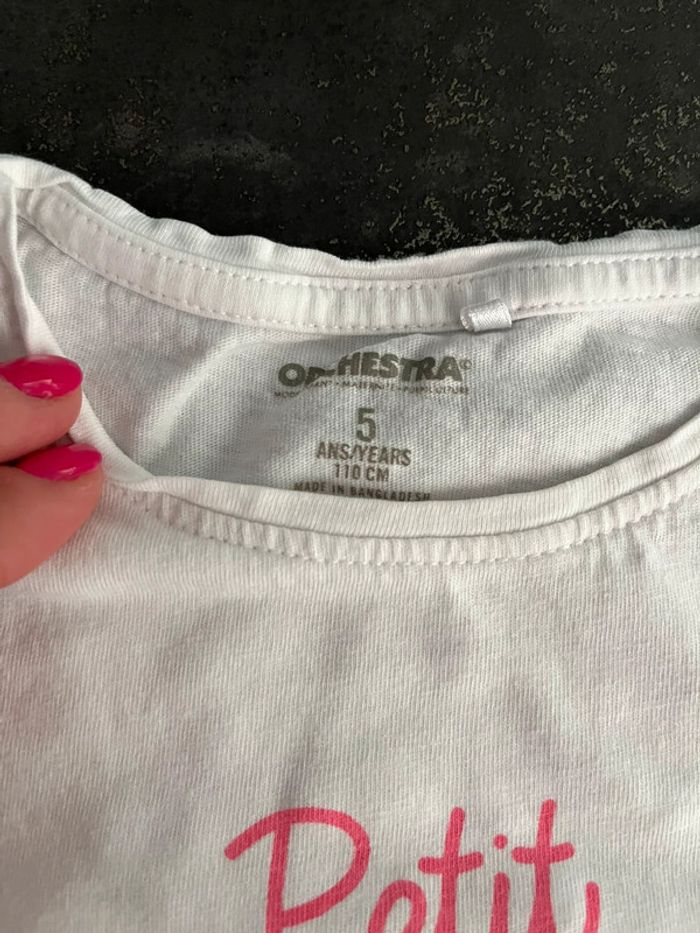 ORCHESTRA
5
ANS/YEARS
110 CM
MADE IN BANGLADESH
Petit